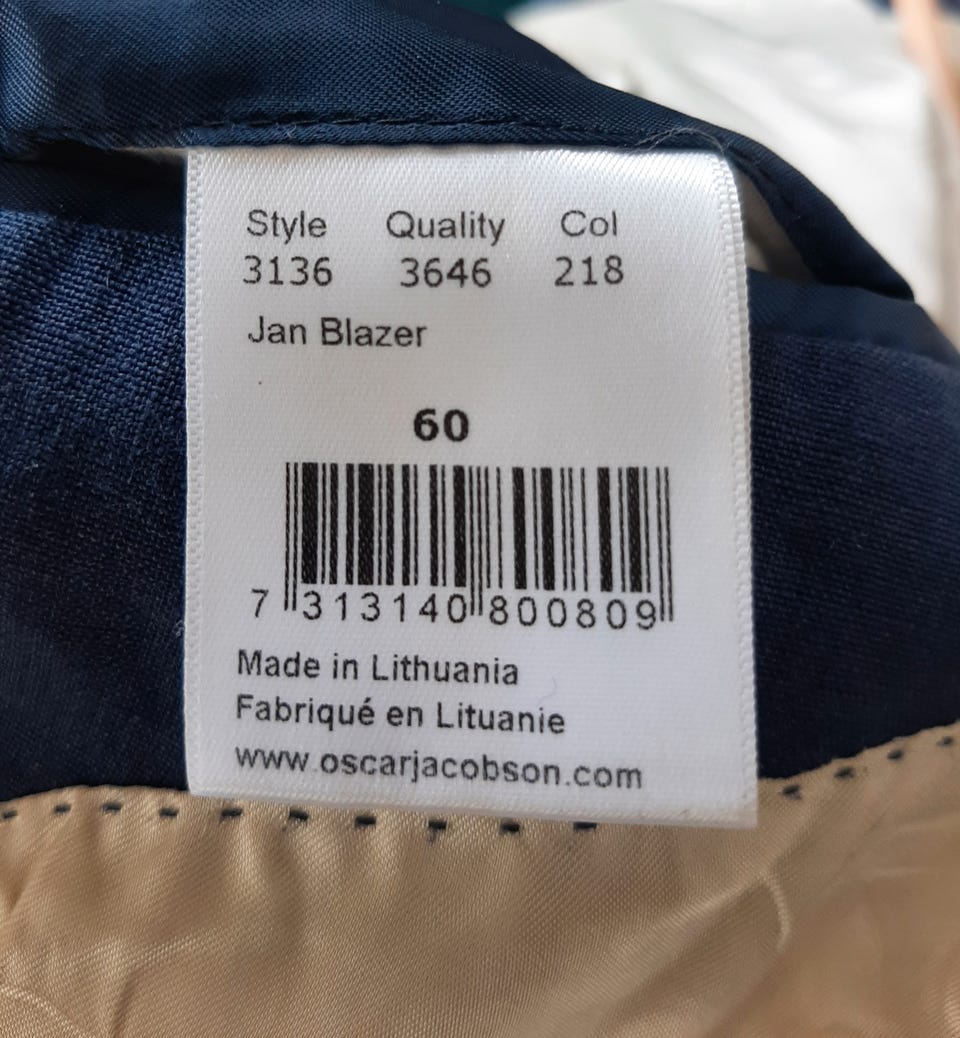 Style Quality Col
3136 3646 218
Jan Blazer
60
7 313140 800809
Made in Lithuania
Fabriqué en Lituanie
www.oscarjacobson.com